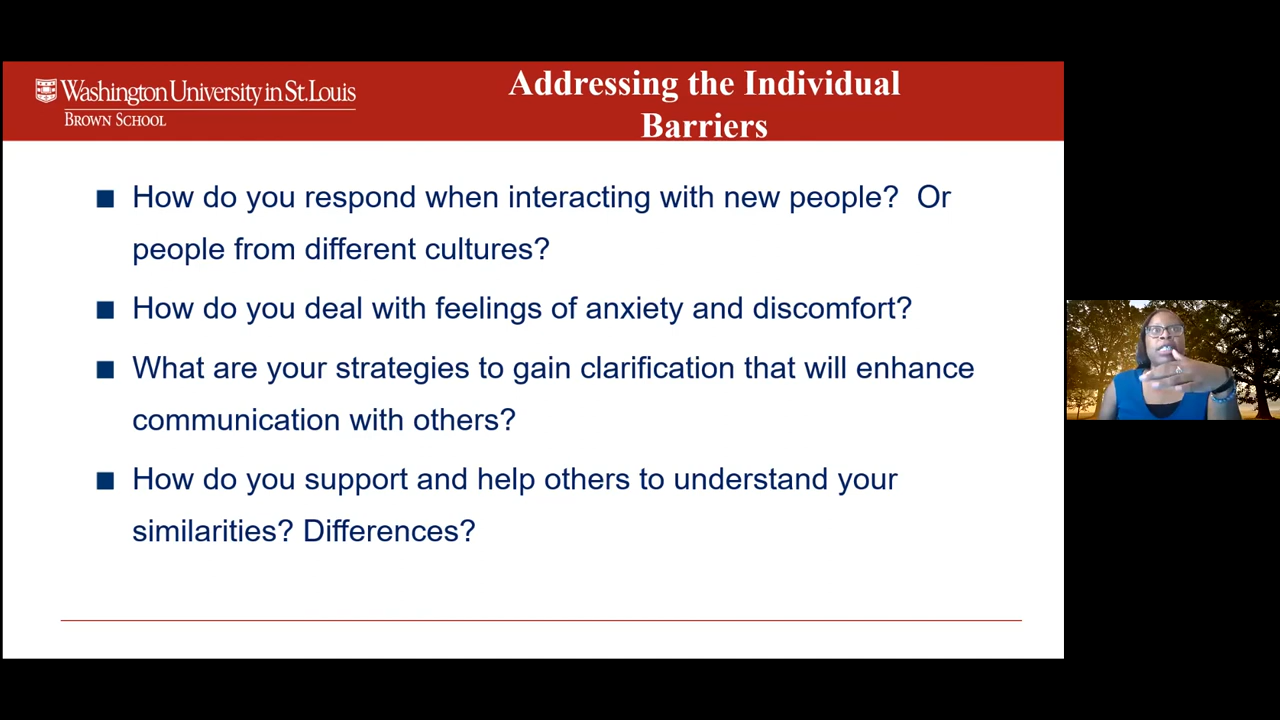 Washington University in St. Louis
BROWN SCHOOL
Addressing the Individual
Barriers
How do you respond when interacting with new people?  Or
people from different cultures?
How do you deal with feelings of anxiety and discomfort?
What are your strategies to gain clarification that will enhance
communication with others?
How do you support and help others to understand your
similarities? Differences?